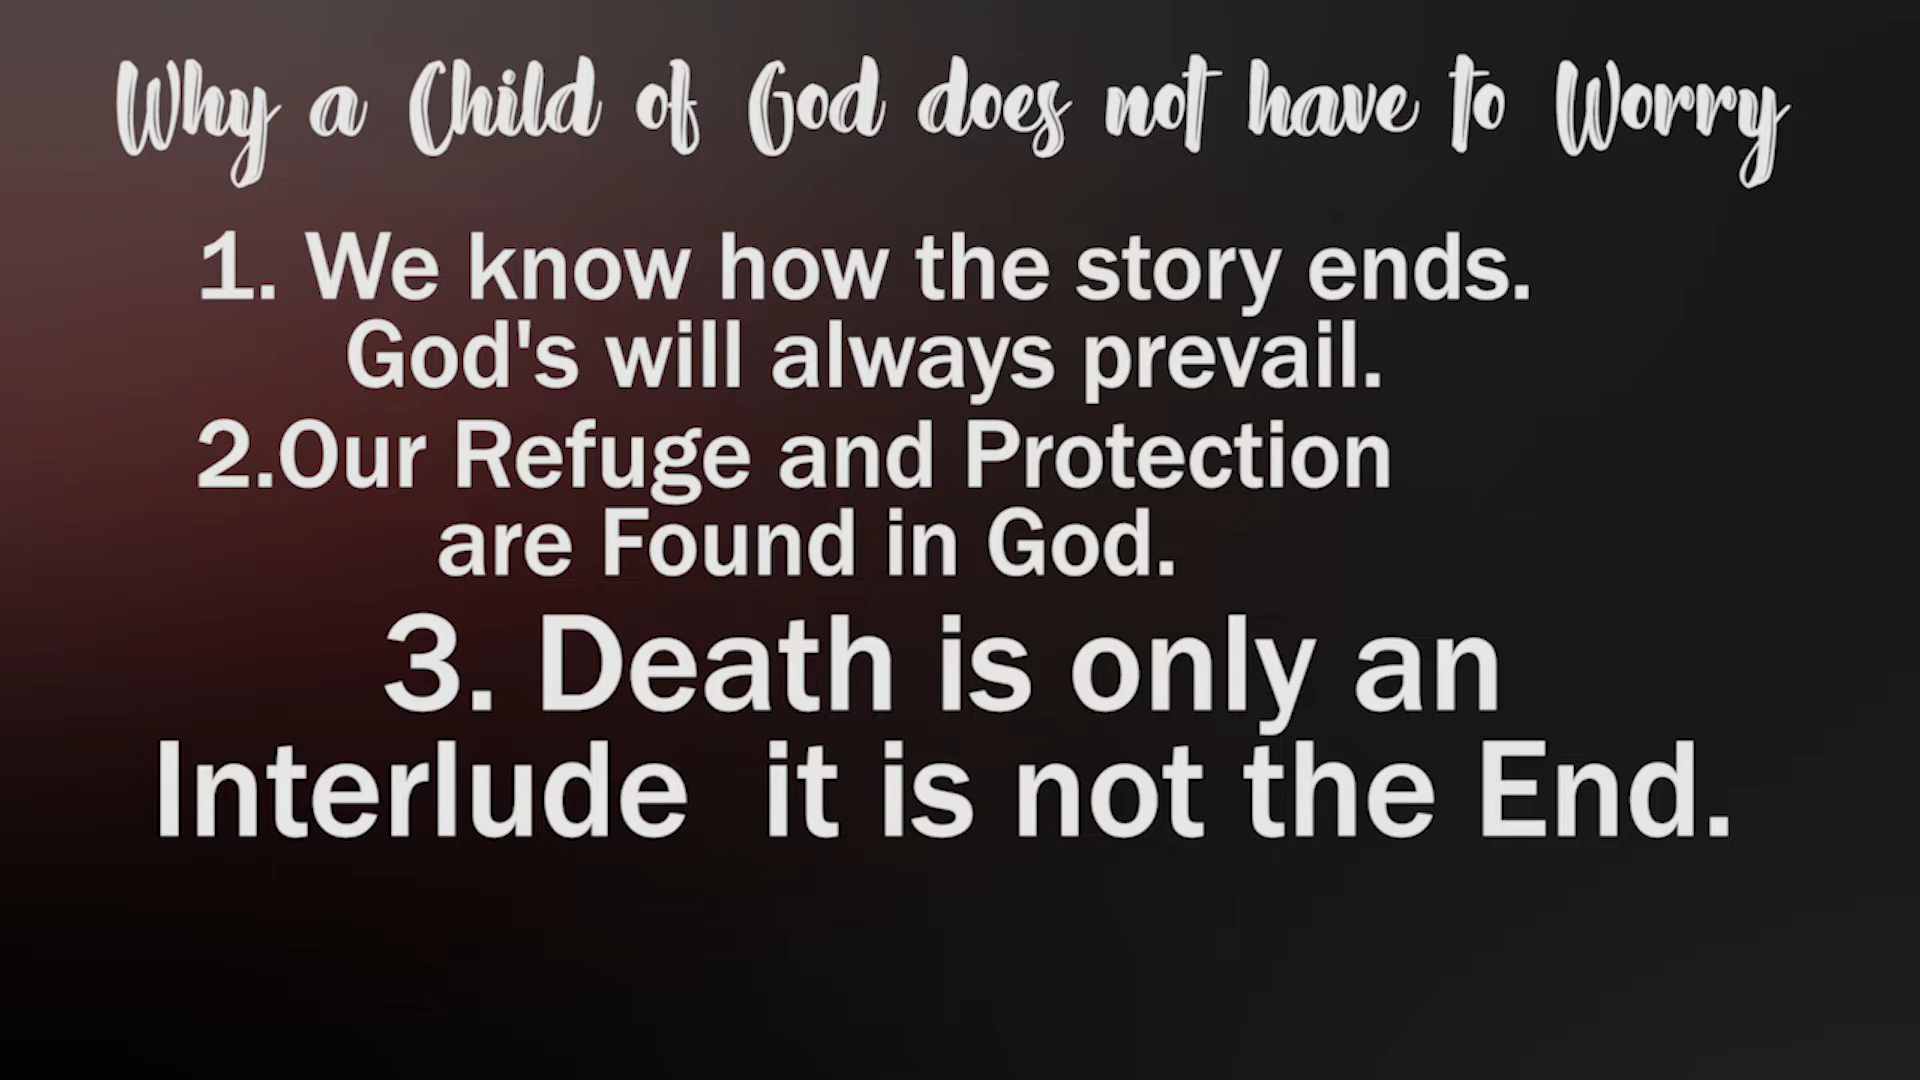 Why a Child of God does not have to Worry
1. We know how the story ends.
God's will always prevail.
2.Our Refuge and Protection
are Found in God.
3. Death is only an
Interlude  it is not the End.